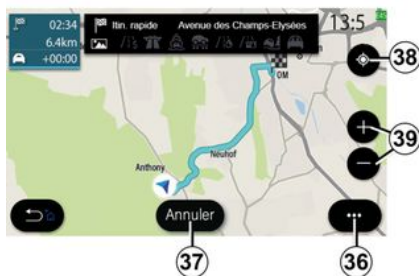 02:34
6.4km
+00:00
Itin. rapide Avenue des Champs-Elysées
13:5
OM
Neuhof
Anthony
Annuler
38
39
37
36